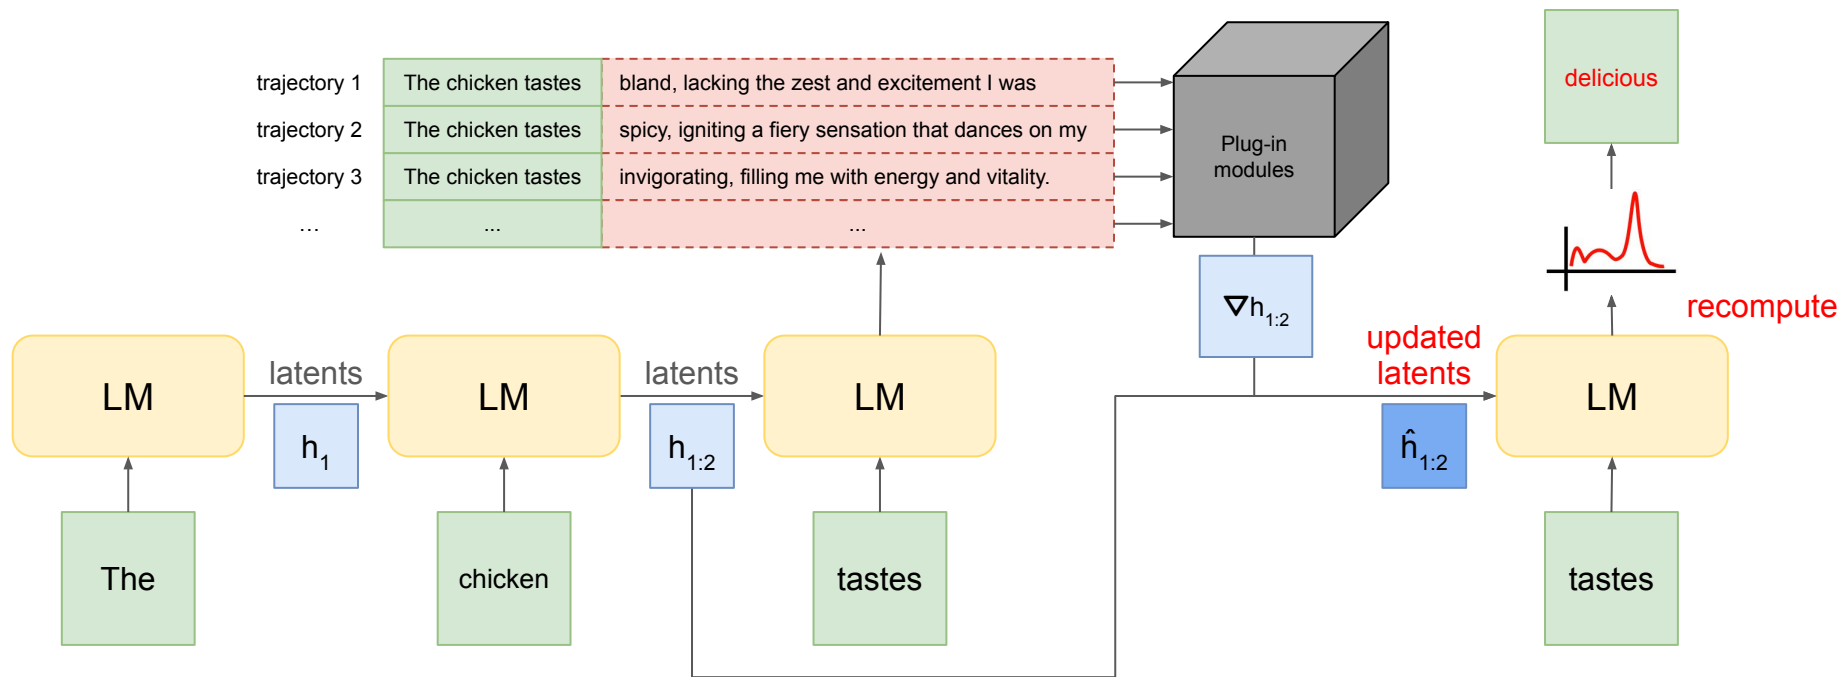 trajectory 1 The chicken tastes bland, lacking the zest and excitement I was
trajectory 2 The chicken tastes spicy, igniting a fiery sensation that dances on my
trajectory 3 The chicken tastes invigorating, filling me with energy and vitality.
... ... ...
Plug-in
modules
delicious
∇h1:2
recompute
updated
latents
LM latents LM latents LM LM
h1 h1:2 ĥ1:2
The chicken tastes tastes